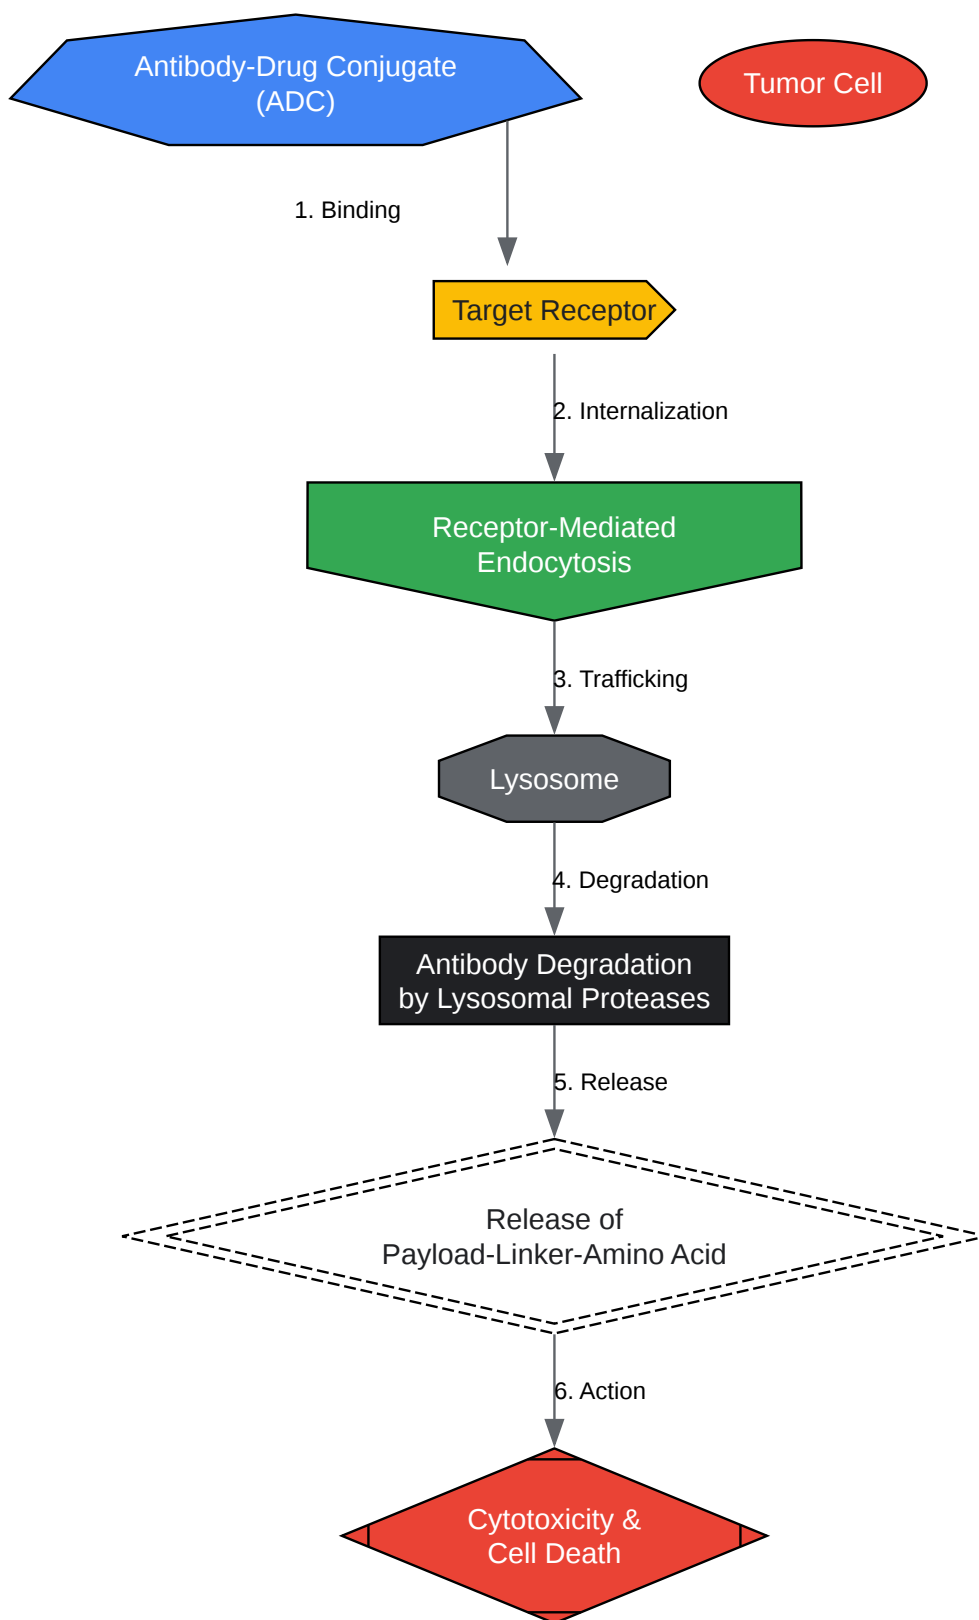 Antibody-Drug Conjugate
(ADC)
Tumor Cell
1. Binding
Target Receptor
2. Internalization
Receptor-Mediated
Endocytosis
3. Trafficking
Lysosome
4. Degradation
Antibody Degradation
by Lysosomal Proteases
5. Release
Release of
Payload-Linker-Amino Acid
6. Action
Cytotoxicity &
Cell Death